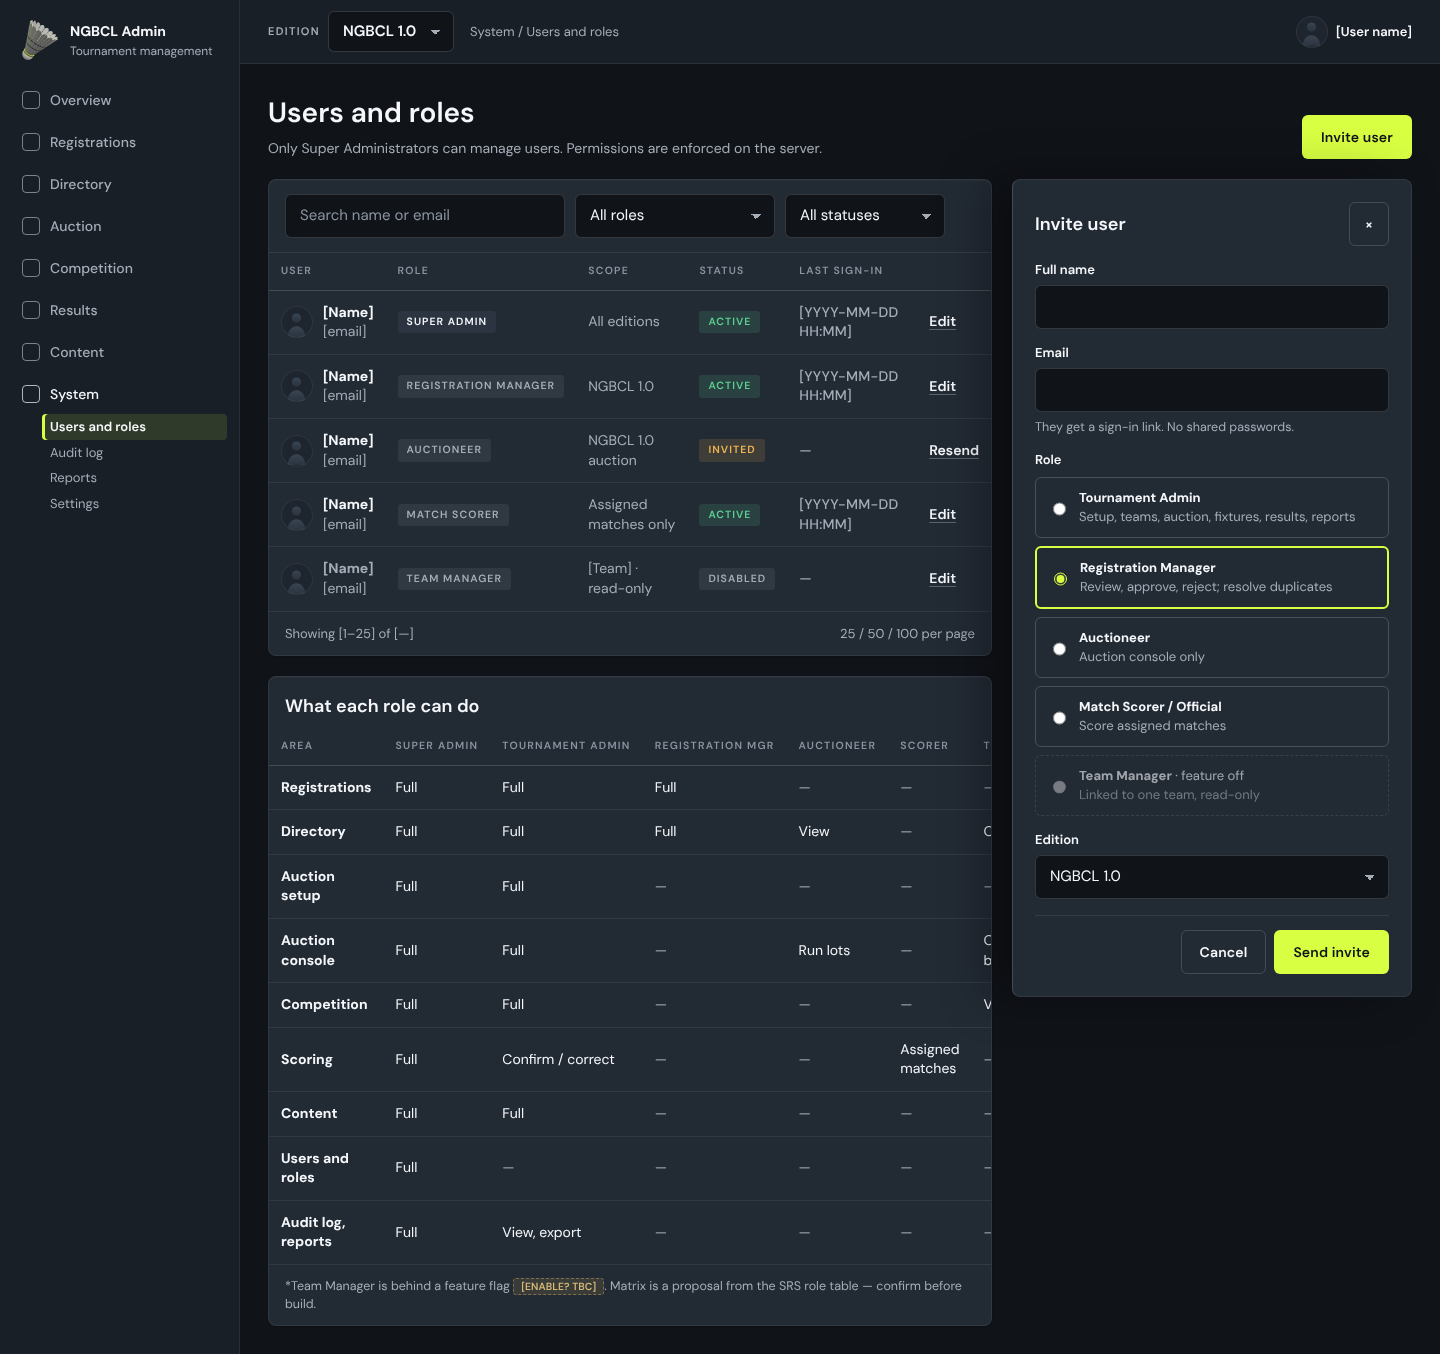 NGBCL Admin
Tournament management
Overview
Registrations
Directory
Auction
Competition
Results
Content
System
Users and roles
Audit log
Reports
Settings
EDITION NGBCL 1.0 System / Users and roles
[User name]
Users and roles
Only Super Administrators can manage users. Permissions are enforced on the server.
Invite user
Search name or email All roles All statuses
USER ROLE SCOPE STATUS LAST SIGN-IN
[Name] [email] SUPER ADMIN All editions ACTIVE [YYYY-MM-DD HH:MM] Edit
[Name] [email] REGISTRATION MANAGER NGBCL 1.0 ACTIVE [YYYY-MM-DD HH:MM] Edit
[Name] [email] AUCTIONEER NGBCL 1.0 auction INVITED — Resend
[Name] [email] MATCH SCORER Assigned matches only ACTIVE [YYYY-MM-DD HH:MM] Edit
[Name] [email] TEAM MANAGER [Team] · read-only DISABLED — Edit
Showing [1–25] of [—] 25 / 50 / 100 per page
What each role can do
AREA SUPER ADMIN TOURNAMENT ADMIN REGISTRATION MGR AUCTIONEER SCORER
Registrations Full Full Full — —
Directory Full Full Full View —
Auction setup Full Full — — —
Auction console Full Full — Run lots —
Competition Full Full — — —
Scoring Full Confirm / correct — — Assigned matches
Content Full Full — — —
Users and roles Full — — — —
Audit log, reports Full View, export — — —
*Team Manager is behind a feature flag [ENABLE? TBC]. Matrix is a proposal from the SRS role table — confirm before
build.
Invite user ×
Full name
Email
They get a sign-in link. No shared passwords.
Role
Tournament Admin
Setup, teams, auction, fixtures, results, reports
Registration Manager
Review, approve, reject; resolve duplicates
Auctioneer
Auction console only
Match Scorer / Official
Score assigned matches
Team Manager · feature off
Linked to one team, read-only
Edition
NGBCL 1.0
Cancel Send invite